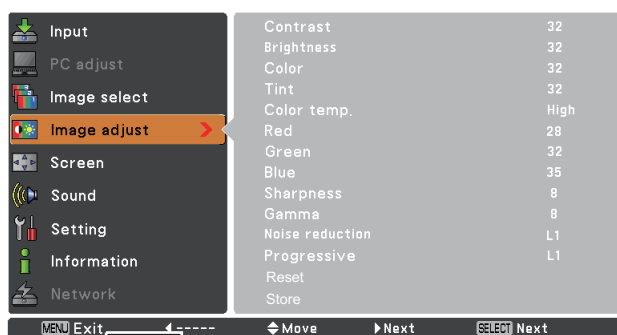 Input
PC adjust
Image select
Image adjust
Screen
Sound
Setting
Information
Network
Contrast 32
Brightness 32
Color 32
Tint 32
Color temp. High
Red 28
Green 32
Blue 35
Sharpness 8
Gamma 8
Noise reduction L1
Progressive L1
Reset
Store
MENU Exit ◀----- ◆Move ▶Next SELECT Next